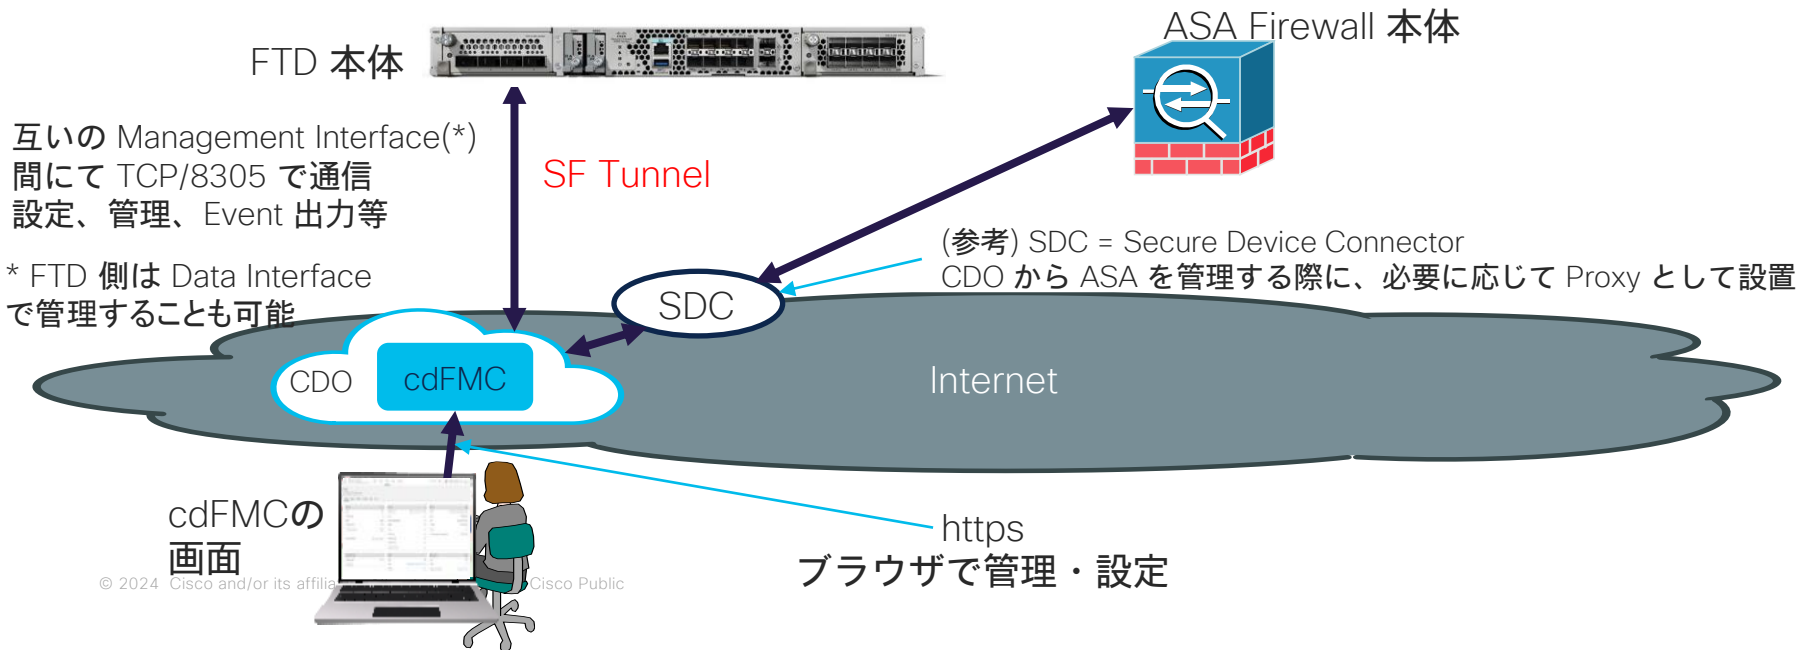 ASA Firewall 本体
FTD 本体
互いの Management Interface(*)
間にて TCP/8305 で通信
設定、管理、Event 出力等
SF Tunnel
* FTD 側は Data Interface
で管理することも可能
(参考) SDC = Secure Device Connector
CDO から ASA を管理する際に、必要に応じて Proxy として設置
SDC
CDO
cdFMC
Internet
cdFMCの
画面
https
ブラウザで管理・設定
© 2024 Cisco and/or its
Cisco Public